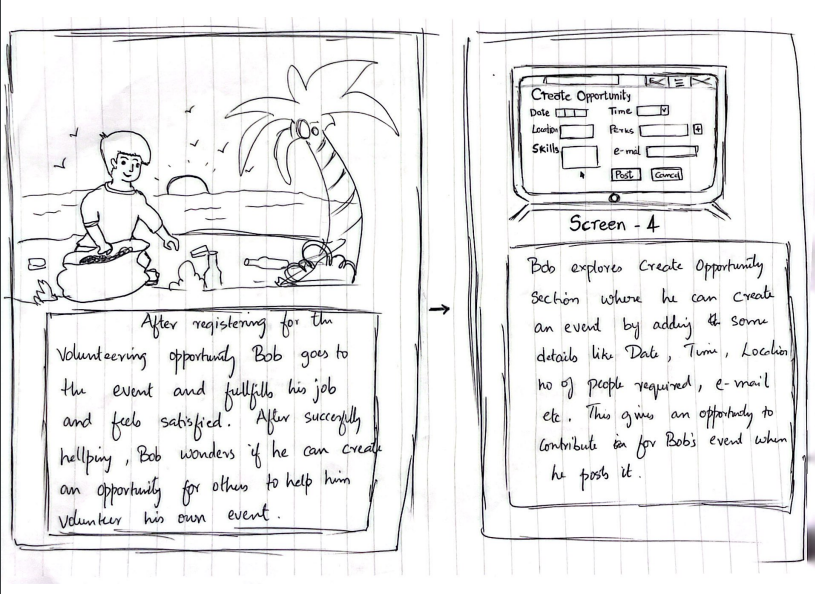 After registering for the
Volunteering opportunity Bob goes to
the event and fullfills his job
and feels satisfied. After succesfully
hellping, Bob wonders if he can create
an opportunity for others to help him
Volunteer his own event.
Create Opportunity
Date
Time
Location
Perks
+
Skills
e-mail
Post
Cancel
Screen - 4
Bob explores Create Opportunity
Section where he can create
an event by adding some
details like Date, Time, Location
no of people required, e-mail
etc. This gives an opportunity to
Contribute for Bob's event when
he posts it.